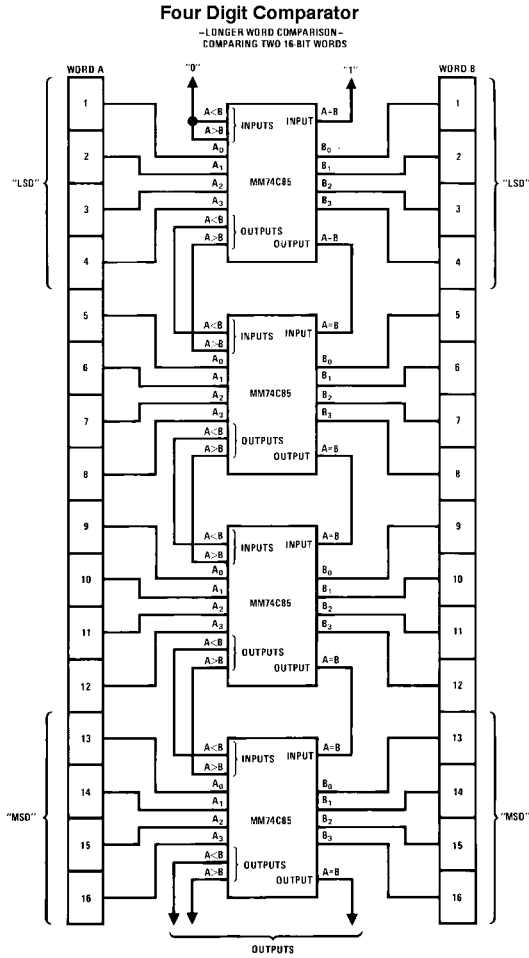 Four Digit Comparator
–LONGER WORD COMPARISON–
COMPARING TWO 16-BIT WORDS
WORD A "0" "1" WORD B
1 A<B INPUTS INPUT A=B 1
A>B
A0 B0
2 A1 B1 2
"LSD" A2 MM74C85 B2 "LSD"
3 A3 B3 3
A<B OUTPUTS
A>B OUTPUT A=B
4 4
5 A<B INPUTS INPUT A=B 5
A>B
A0 B0
6 A1 B1 6
A2 MM74C85 B2
7 A3 B3 7
A<B OUTPUTS
A>B OUTPUT A=B
8 8
9 A<B INPUTS INPUT A=B 9
A>B
A0 B0
10 A1 B1 10
A2 MM74C85 B2
11 A3 B3 11
A<B OUTPUTS
A>B OUTPUT A=B
12 12
13 A<B INPUTS INPUT A=B 13
A>B
A0 B0
14 A1 B1 14
"MSD" A2 MM74C85 B2 "MSD"
15 A3 B3 15
A<B OUTPUTS
A>B OUTPUT A=B
16 16
OUTPUTS